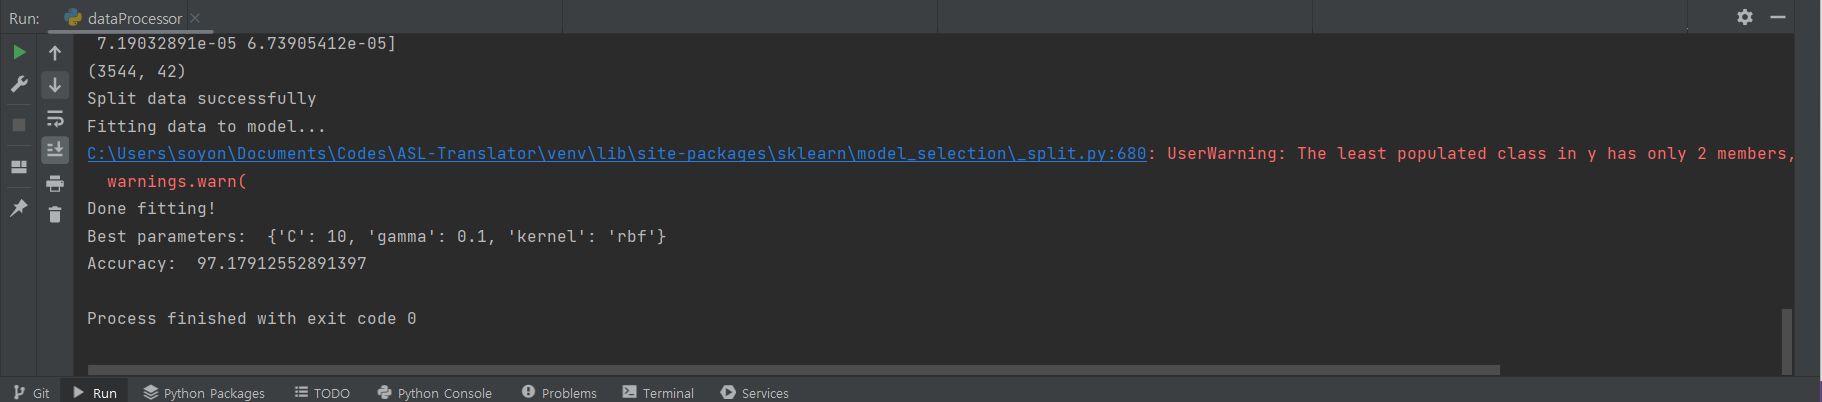 Run: dataProcessor
7.19032891e-05 6.73905412e-05]
(3544, 42)
Split data successfully
Fitting data to model...
C:\Users\soyon\Documents\Codes\ASL-Translator\venv\lib\site-packages\sklearn\model_selection\_split.py:680: UserWarning: The least populated class in y has only 2 members,
warnings.warn(
Done fitting!
Best parameters:  {'C': 10, 'gamma': 0.1, 'kernel': 'rbf'}
Accuracy:  97.17912552891397
Process finished with exit code 0
Git Run Python Packages TODO Python Console Problems Terminal Services